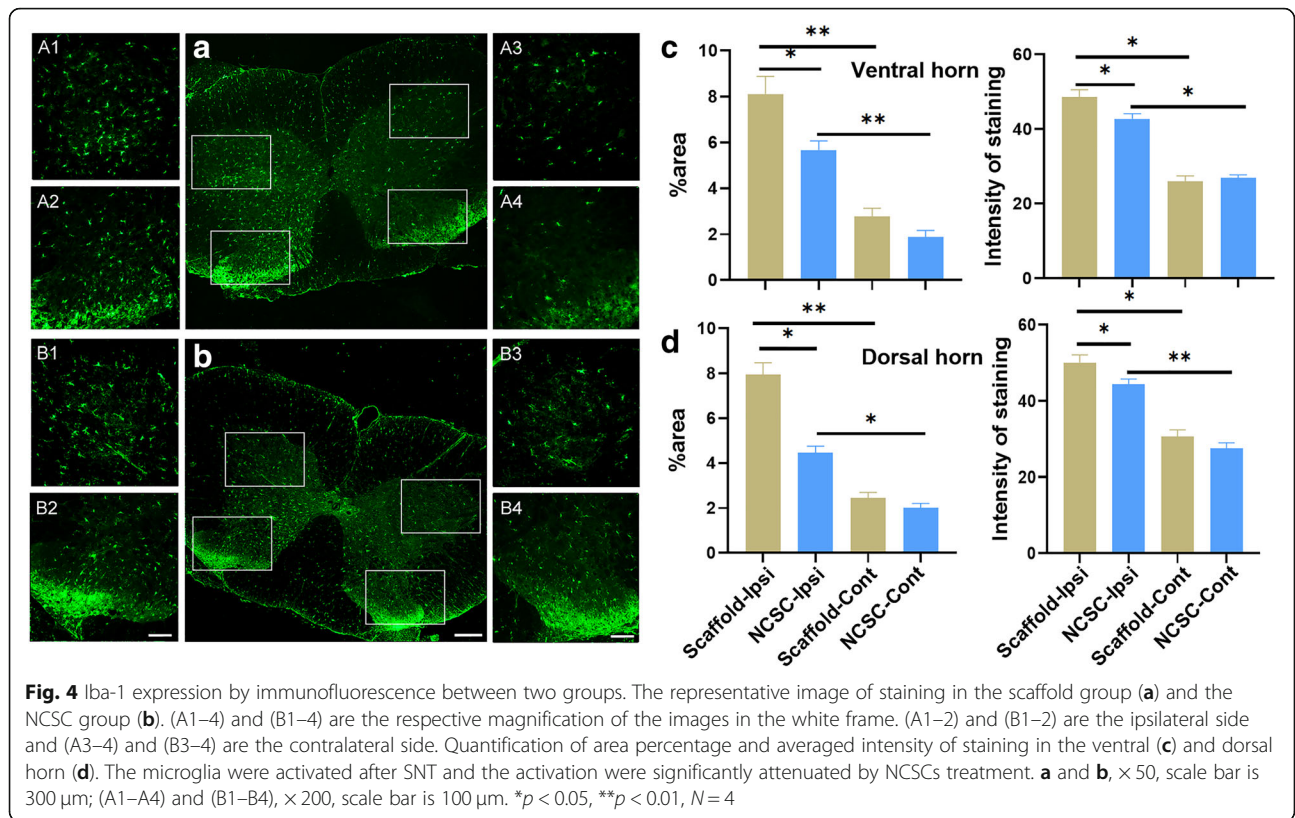 A1
a
A3
A2
A4
B1
b
B3
B2
B4
c
Ventral horn
%area
10
8
6
4
2
0
**
*
**
Intensity of staining
60
40
20
0
*
*
*
d
Dorsal horn
%area
10
8
6
4
2
0
**
*
*
Scaffold-Ipsi
NCSC-Ipsi
Scaffold-Cont
NCSC-Cont
Intensity of staining
60
40
20
0
*
*
**
Scaffold-Ipsi
NCSC-Ipsi
Scaffold-Cont
NCSC-Cont
Fig. 4 Iba-1 expression by immunofluorescence between two groups. The representative image of staining in the scaffold group (a) and the
NCSC group (b). (A1–4) and (B1–4) are the respective magnification of the images in the white frame. (A1–2) and (B1–2) are the ipsilateral side
and (A3–4) and (B3–4) are the contralateral side. Quantification of area percentage and averaged intensity of staining in the ventral (c) and dorsal
horn (d). The microglia were activated after SNT and the activation were significantly attenuated by NCSCs treatment. a and b, × 50, scale bar is
300 μm; (A1–A4) and (B1–B4), × 200, scale bar is 100 μm. *p < 0.05, **p < 0.01, N = 4